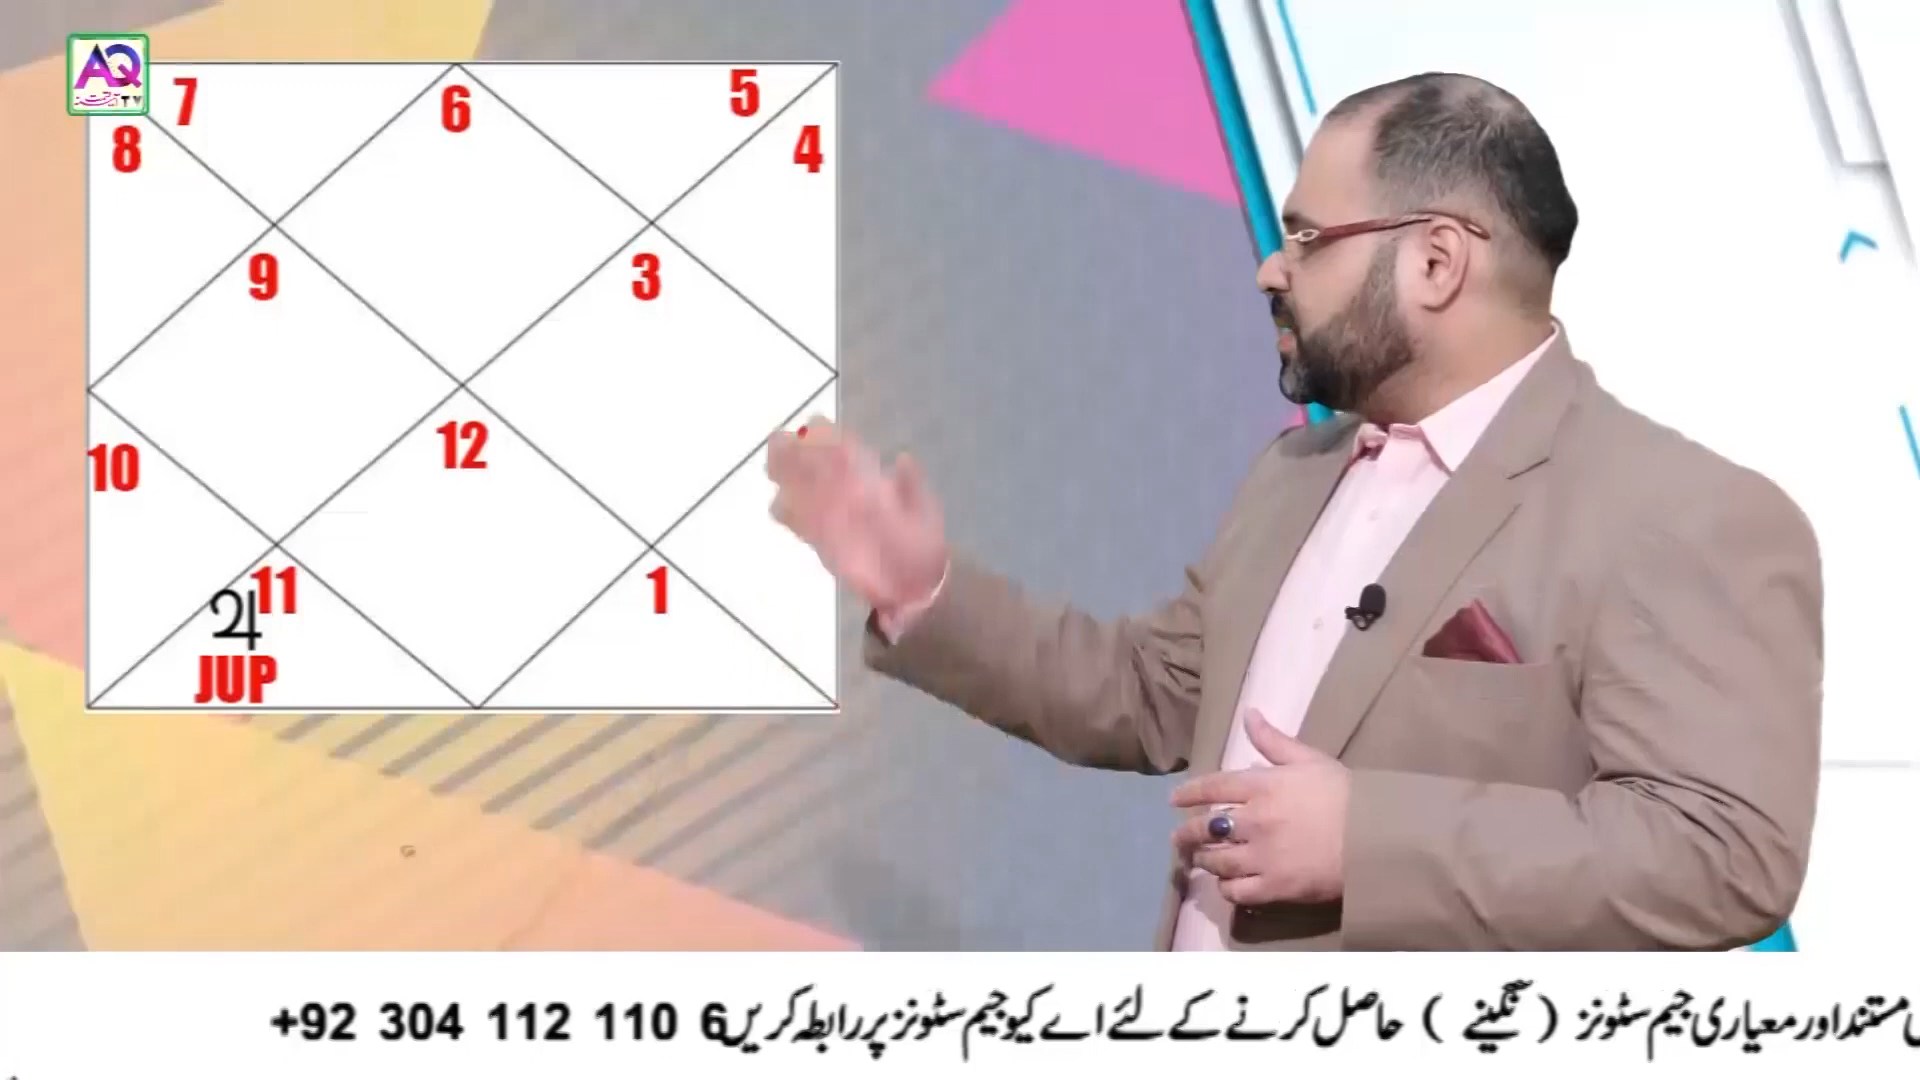 AQ
TV
7
6
5
8
4
9
3
10
12
11
1
JUP
مستند اور معیاری جیم سٹونز ( نگینے ) حاصل کرنے کے لئے اے کیو جیم سٹونز پر رابطہ کریں +92 304 112 110 6